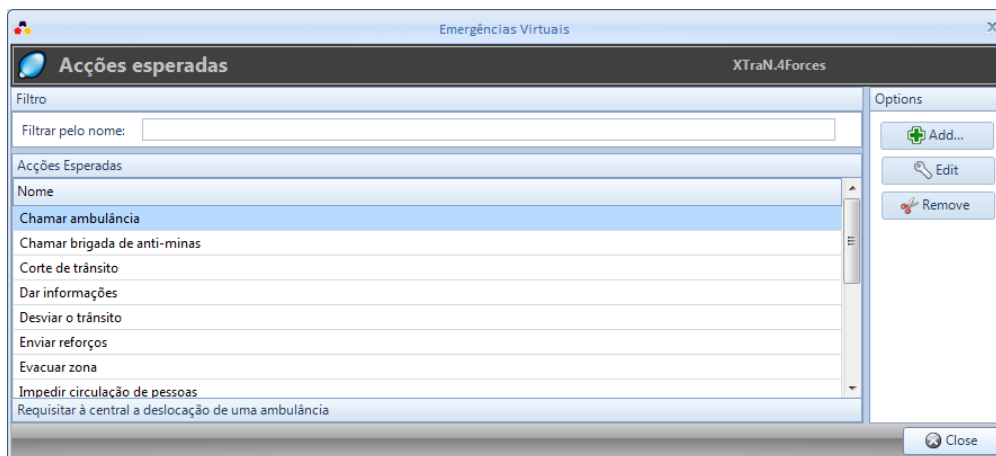 Emergências Virtuais
Acções esperadas
XTraN.4Forces
Filtro
Options
Filtrar pelo nome:
Add...
Acções Esperadas
Edit
Nome
Remove
Chamar ambulância
Chamar brigada de anti-minas
Corte de trânsito
Dar informações
Desviar o trânsito
Enviar reforços
Evacuar zona
Impedir circulação de pessoas
Requisitar à central a deslocação de uma ambulância
Close